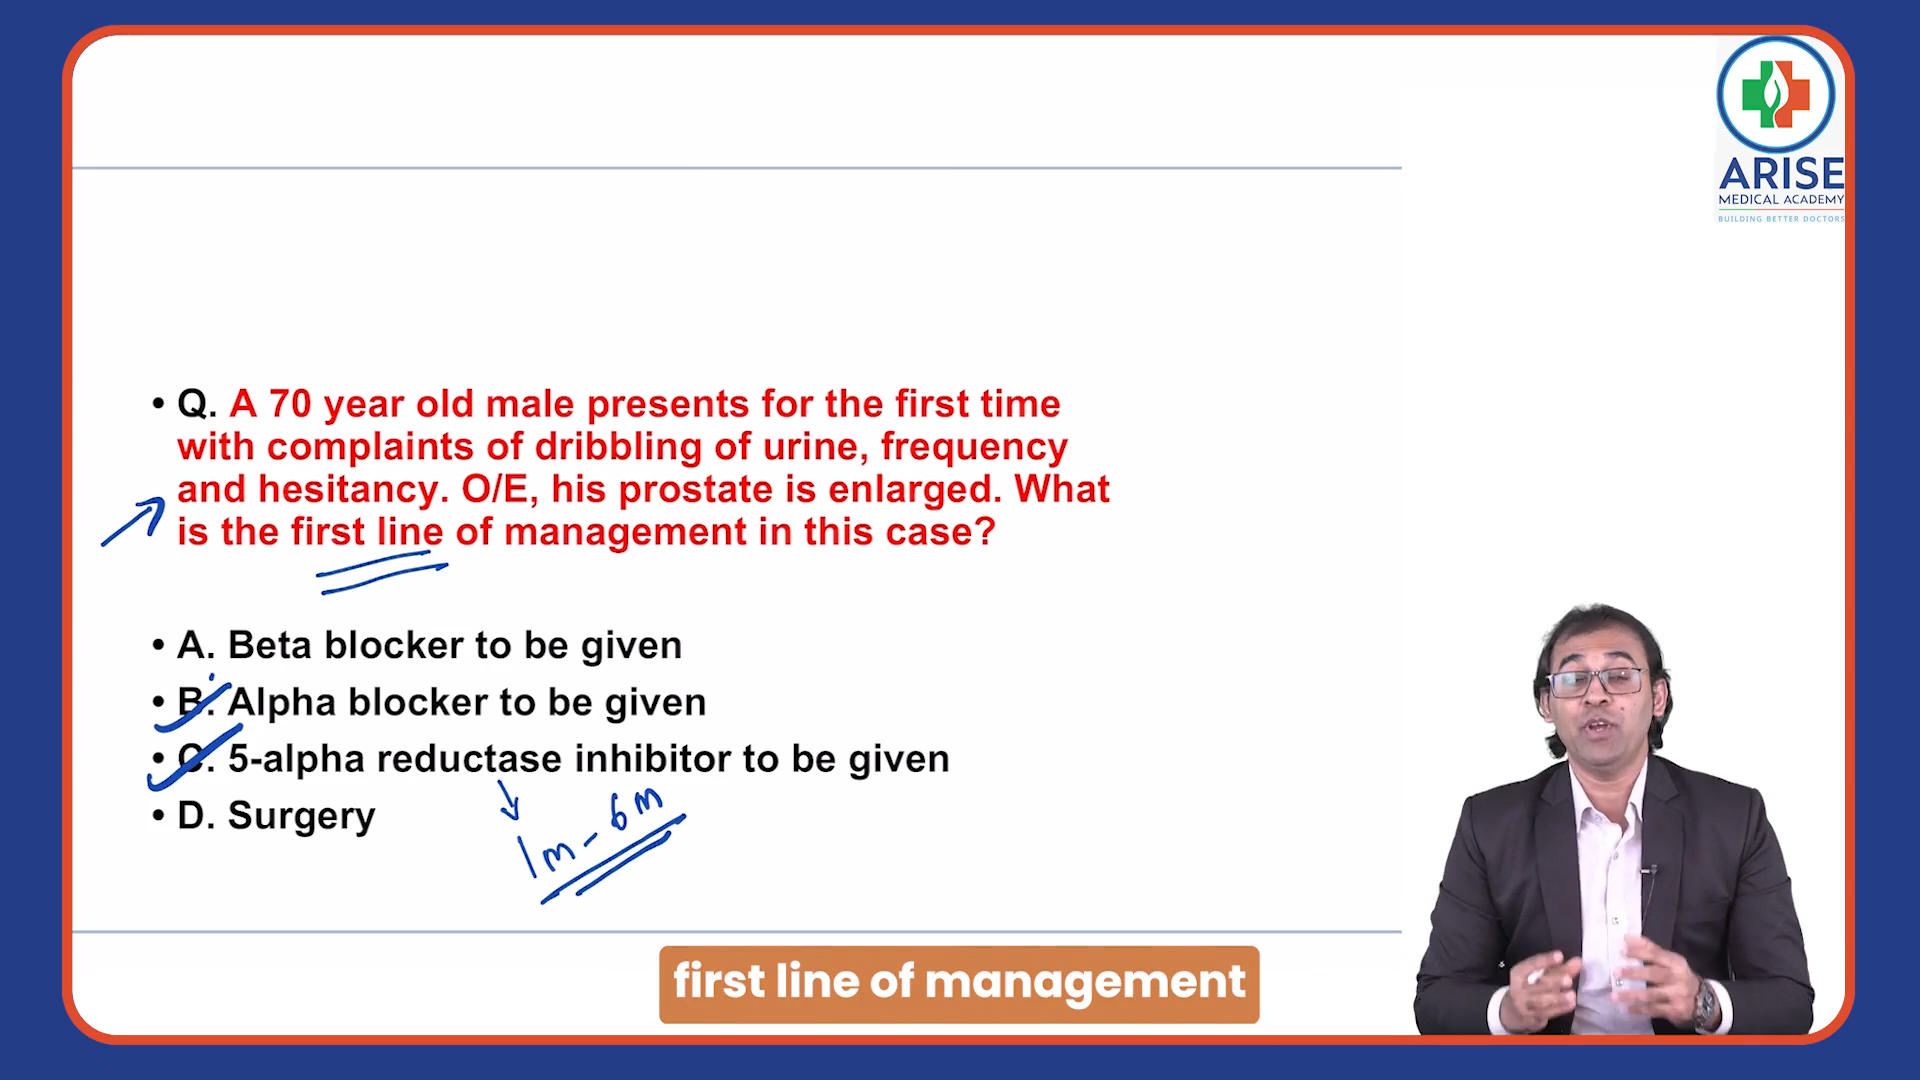 ARISE
MEDICAL ACADEMY
BUILDING BETTER DOCTORS
• Q. A 70 year old male presents for the first time
with complaints of dribbling of urine, frequency
and hesitancy. O/E, his prostate is enlarged. What
is the first line of management in this case?
• A. Beta blocker to be given
• B. Alpha blocker to be given
• C. 5-alpha reductase inhibitor to be given
• D. Surgery
1m - 6m
first line of management